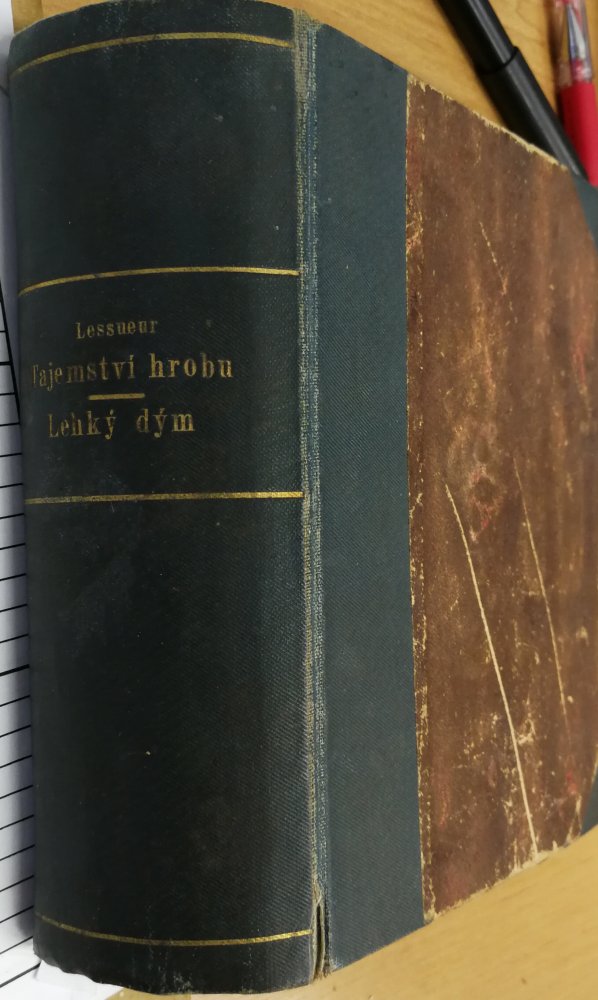 Lessueur
Tajemství hrobu
Lehký dým